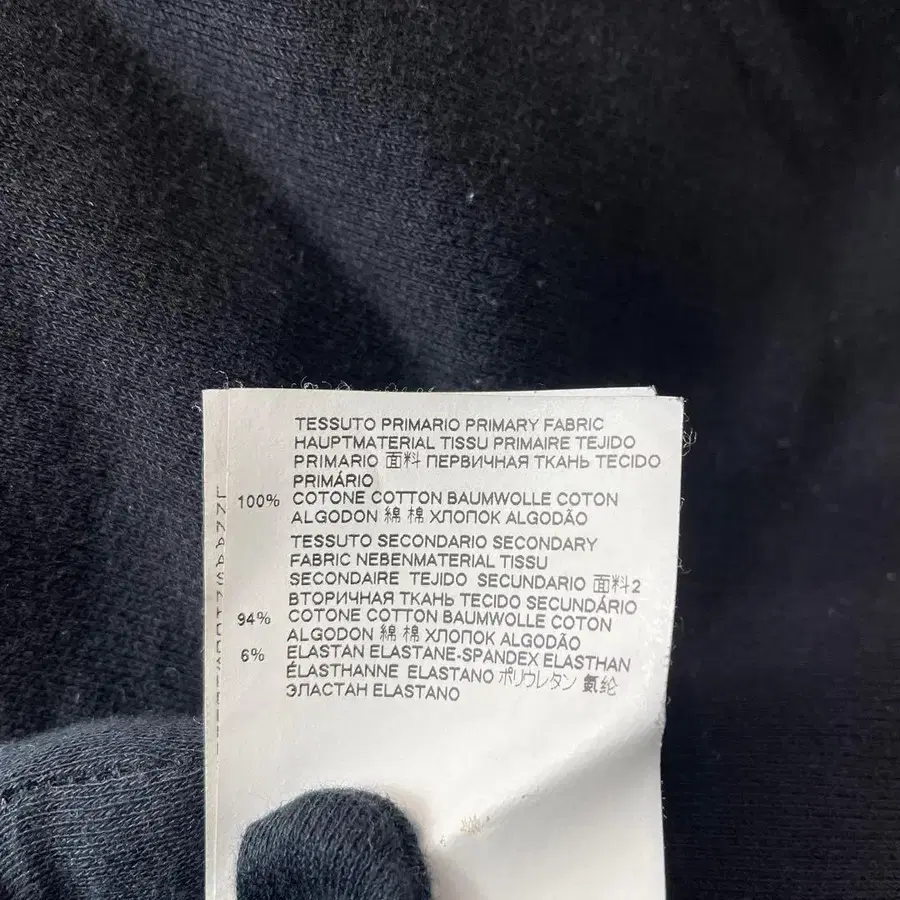 TESSUTO PRIMARIO PRIMARY FABRIC
HAUPTMATERIAL TISSU PRIMAIRE TEJIDO
PRIMARIO 面料 ПЕРВИЧНАЯ ТКАНЬ TECIDO
PRIMÁRIO
100% COTONE COTTON BAUMWOLLE COTON
ALGODON 綿 棉 ХЛОПОК ALGODÃO
TESSUTO SECONDARIO SECONDARY
FABRIC NEBENMATERIAL TISSU
SECONDAIRE TEJIDO SECUNDARIO 面料2
ВТОРИЧНАЯ ТКАНЬ TECIDO SECUNDÁRIO
94% COTONE COTTON BAUMWOLLE COTON
ALGODON 綿 棉 ХЛОПОК ALGODÃO
6% ELASTAN ELASTANE-SPANDEX ELASTHAN
ÉLASTHANNE ELASTANO ポリウレタン 氨纶
ЭЛАСТАН ELASTANO